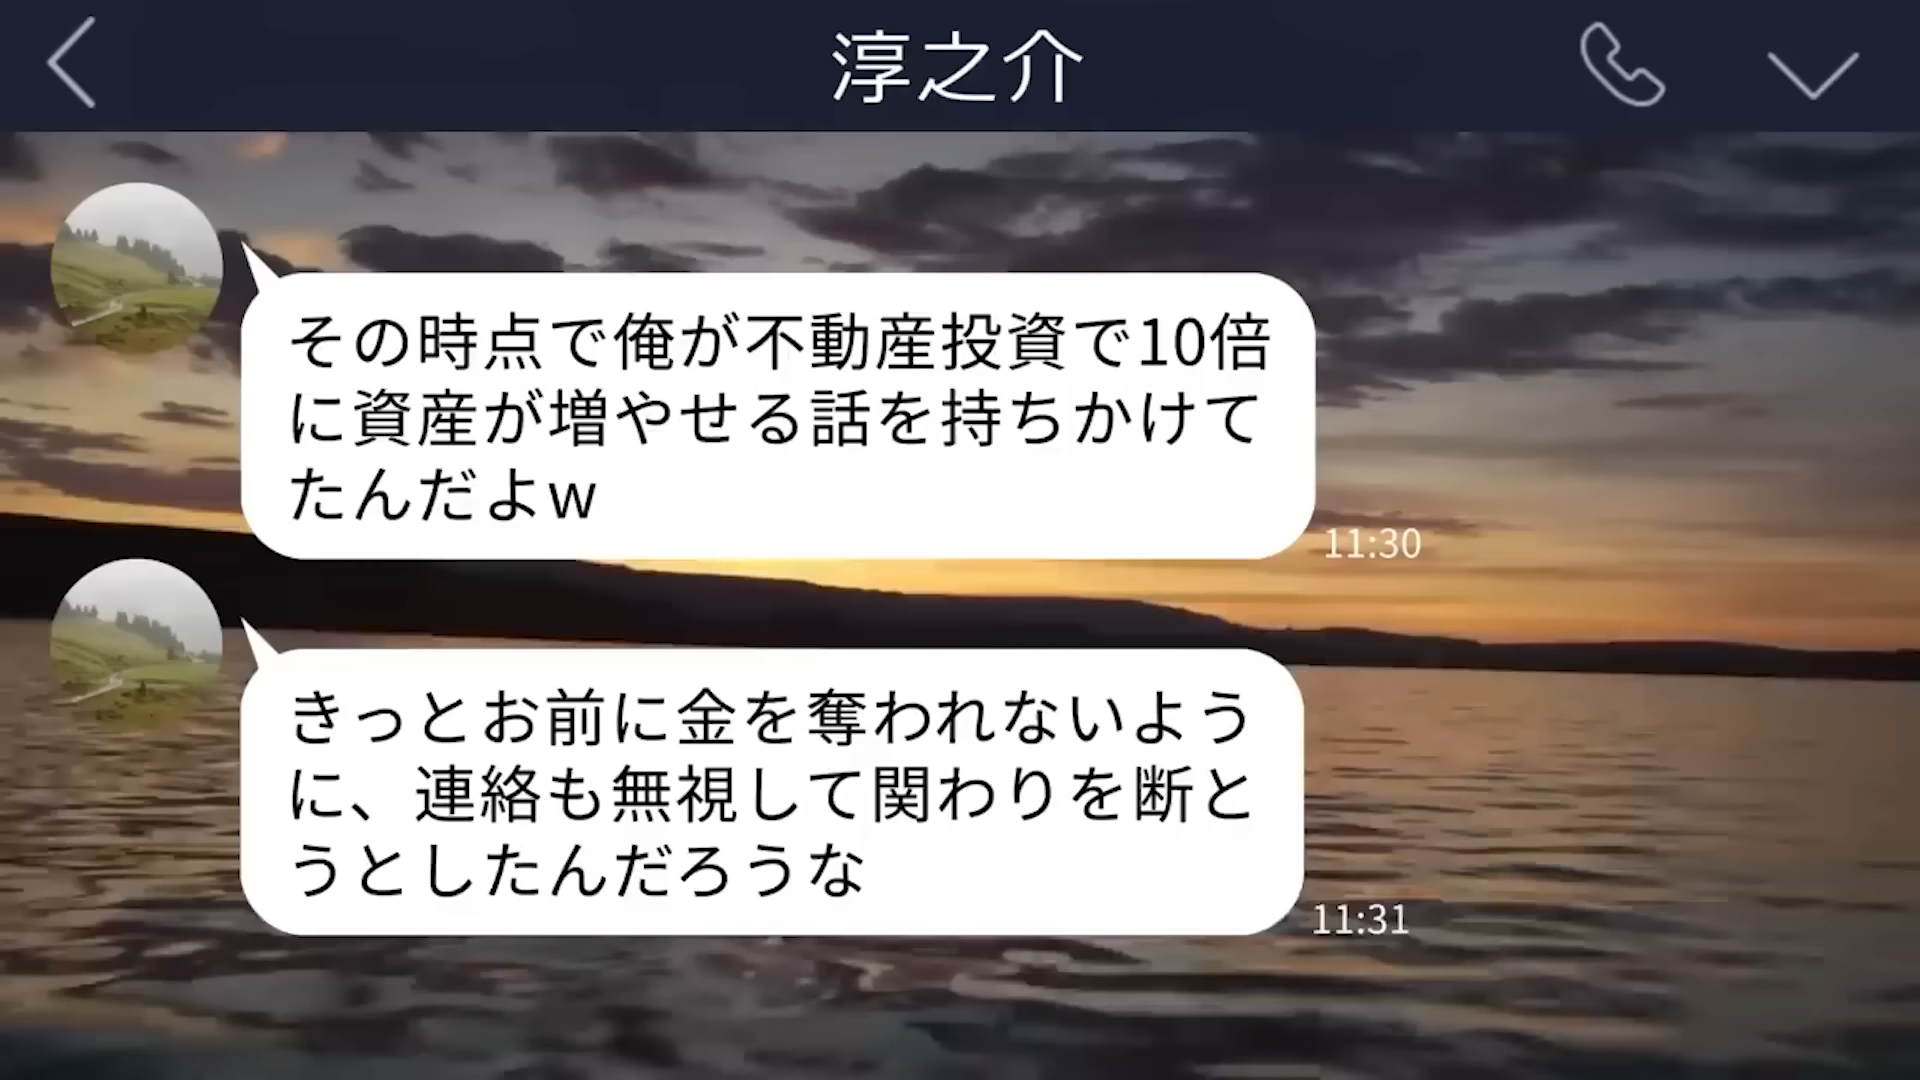 淳之介
その時点で俺が不動産投資で10倍
に資産が増やせる話を持ちかけて
たんだよw
11:30
きっとお前に金を奪われないよう
に、連絡も無視して関わりを断と
うとしたんだろうな
11:31